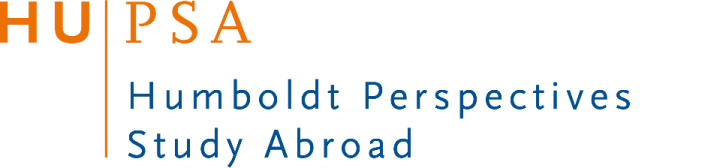 HU PSA
Humboldt Perspectives
Study Abroad